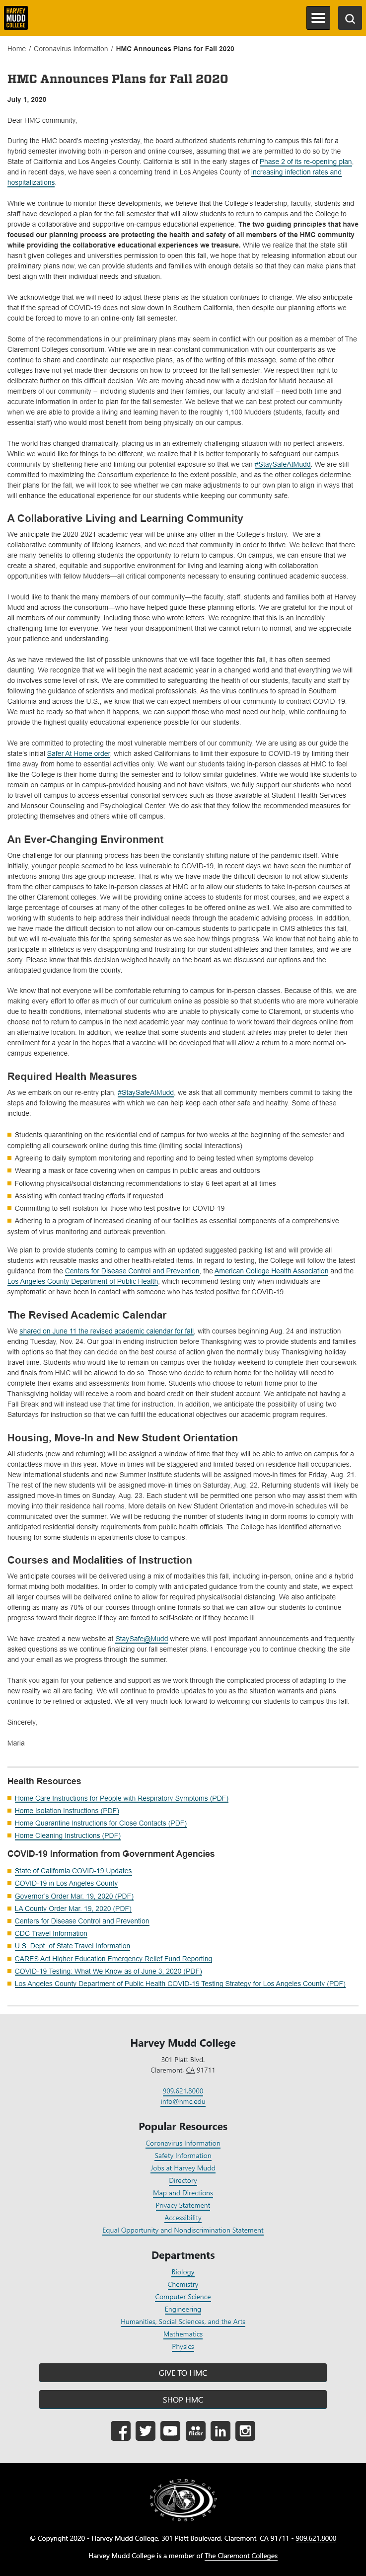 HARVEY
MUDD
COLLEGE
Home / Coronavirus Information / HMC Announces Plans for Fall 2020
HMC Announces Plans for Fall 2020
July 1, 2020
Dear HMC community,
During the HMC board's meeting yesterday, the board authorized students returning to campus this fall for a
hybrid semester involving both in-person and online courses, assuming that we are permitted to do so by the
State of California and Los Angeles County. California is still in the early stages of Phase 2 of its re-opening plan,
and in recent days, we have seen a concerning trend in Los Angeles County of increasing infection rates and
hospitalizations.
While we continue to monitor these developments, we believe that the College's leadership, faculty, students and
staff have developed a plan for the fall semester that will allow students to return to campus and the College to
provide a collaborative and supportive on-campus educational experience. The two guiding principles that have
focused our planning process are protecting the health and safety of all members of the HMC community
while providing the collaborative educational experiences we treasure. While we realize that the state still
didn't given colleges and universities permission to open this fall, we hope that by releasing information about our
preliminary plans now, we can provide students and families with enough details so that they can make plans that
best align with their individual needs and situation.
We acknowledge that we will need to adjust these plans as the situation continues to change. We also anticipate
that if the spread of COVID-19 does not slow down in Southern California, then despite our planning efforts we
could be forced to move to an online-only fall semester.
Some of the recommendations in our preliminary plans may seem in conflict with our position as a member of The
Claremont Colleges consortium. While we are in near-constant conversation with our counterparts as we
continue to share and coordinate our respective plans, as of the writing of this message, some of the other
colleges have not yet made their decisions on how to proceed for the fall semester. We respect their right to
deliberate further on this difficult decision. We are moving ahead now with a decision for Mudd because all
members of our community – including students and their families, our faculty and staff – need both time and
accurate information in order to plan for the fall semester. We believe that we can best protect our community
when we are able to provide a living and learning environment that is limited to the roughly 1,100 Mudders (students, faculty and
essential staff) who would most benefit from being physically on our campus.
The world has changed dramatically, placing us in an extremely challenging situation with no perfect answers.
While we would like for things to be different, we realize that it is better temporarily to safeguard our campus
community by sheltering here and limiting our potential exposure so that we can #StaySafeAtMudd. We are still
committed to maintaining the Consortium experience to the extent possible, and as the other colleges determine
their plans for the fall, we will look to see whether we can make adjustments to our own plan to align in ways that
will enhance the educational experience for our students while keeping our community safe.
A Collaborative Living and Learning Community
We anticipate the 2020-2021 academic year will be unlike any other in the College's history. We are a
collaborative environment, and we need to be within that community in order to thrive. We believe that there
are many benefits to offering students the opportunity to return to campus. On campus, we can ensure that we
create a shared, equitable and supportive environment for living and learning along with collaboration
opportunities with fellow Mudders—all critical components necessary to ensuring continued academic success.
I would like to thank the many members of our community—the faculty, staff, students and families both at Harvey
Mudd and across the consortium—who have helped guide these planning efforts. We are grateful for the input of
many of our community, including those who submitted letters to us. We know that this is an incredibly
challenging time for everyone. We hear your disappointment that we cannot return to normal, and we appreciate
your patience and understanding.
As we have reviewed the list of possible unknowns that we will face together this fall, it has often seemed
daunting. We recognize that we will begin the next academic year in a changed world and that everything we will
do now involves some level of risk. We are committed to safeguarding the health of our students, faculty and staff by
following the guidance of scientists and medical professionals. As the virus continues to spread in Southern
California and across the U.S., we know that we can expect members of our community to contract COVID-19.
We must be ready so that when it happens, we can support those who most need our help, while continuing to
provide the highest quality educational experience possible for our students.
We are committed to protecting the most vulnerable members of our community. We are using as our guide the
state's initial Safer At Home order, which asked Californians to limit their exposure to COVID-19 by limiting their
time away from home to essential activities only. We want our students taking in-person classes at HMC to feel
like the College is their home during the semester and to follow similar guidelines. While we would like students to
remain on campus or in access-provided housing and not have visitors, we fully support our students who need
to travel off campus to access essential consortial services such as those available at Student Health Services
and Monsour Counseling and Psychological Center. We do ask that they follow the recommended measures for
protecting themselves and others while off campus.
An Ever-Changing Environment
One challenge for our planning process has been the constantly shifting nature of the pandemic itself. While
initially, younger people seemed to be less vulnerable to COVID-19, in recent days we have seen the number of
infections among this age group increase. That is why we have made the difficult decision to not allow students
from the other campuses to take in-person classes at HMC or to allow our students to take in-person courses at
the other Claremont Colleges. We will be providing online access to students for most courses, and we expect a
large percentage of courses at many of the other colleges to be offered online as well. We also are committed to
working with students to help address their individual needs through the academic advising process. In addition,
we have made the difficult decision to not allow our on-campus students to participate in CMS athletics this fall,
but we will re-evaluate this for the spring semester as we see how things progress. We know that not being able to
participate in athletics will be deeply disappointing to our student-athletes and their families, and we are so
sorry. Please know that this decision weighed heavily on the board as we discussed our options and the
challenges presented to us by the county.
We know that not everyone will be comfortable returning to campus for in-person classes. Because of this, we are
making every effort to offer as much of our curriculum online as possible so that students who are more vulnerable
due to health conditions, international students who are unable to physically come to Claremont, or students who
choose not to return to campus in the next academic year may continue to work toward their degrees online from
an alternative location. In addition, we realize that some students and student-athletes may prefer to defer their
enrollment for a year in the hopes that a vaccine will be developed that will allow a return to a more normal on-
campus experience.
Required Health Measures
As we embark on our re-entry plan, #StaySafeAtMudd, we ask that all community members commit to taking the
steps and following the measures with which we can help keep each other safe and healthy. Some of these
include:
Students quarantining on the residential end of campus for two weeks at the beginning of the semester and
completing all coursework online during this time (limiting social interactions)
Agreeing to daily symptom monitoring and reporting and to being tested when symptoms develop
Wearing a mask or face covering when on campus in public areas and outdoors
Following physical/social distancing recommendations to stay 6 feet apart at all times
Assisting with contact tracing efforts if requested
Committing to self-isolation for those who test positive for COVID-19
Adhering to a program of increased cleaning of our facilities as essential components of a comprehensive
system of virus mitigation and outbreak prevention.
We plan to provide reusable masks and thermometers with an updated suggested packing list and will provide
all students with reusable masks and other needed health-related items. In regard to testing, the College will follow the latest
guidance from the Centers for Disease Control and Prevention, the American College Health Association and the
Los Angeles County Department of Public Health, which recommend testing only when individuals are
symptomatic or have been in contact with someone who has been diagnosed or has tested for COVID-19.
The Revised Academic Calendar
We shared on June 11 the revised academic calendar for fall, with courses beginning Aug. 24 and instruction
ending Tuesday, Nov. 24. Our goal in ending in-person instruction before Thanksgiving was to provide students and families
with options so that they can prevent exposure to the infection given the normally busy Thanksgiving holiday
travel time. Students who would like to remain on campus after the holiday weekend to complete their coursework
and finals from HMC will be allowed to do so. Those who decide to return home for the holiday will need to
complete their exams and assessments from home. Students who choose to return home prior to the
Thanksgiving holiday will receive a room and board credit on their student account. We anticipate not having a
Fall Break and will instead use that time for instruction. In addition, we anticipate the possibility of using two
Saturdays for instruction so that we can fulfill the educational objectives our academic program requires.
Housing, Move-In and New Student Orientation
All students (new and returning) will be assigned a window of time that they will be able to arrive on campus for a
contactless move-in this year. Move-in times will be staggered and limited based on residence hall occupancies.
New international students and new Summer Institute students will be assigned move-in times for Friday, Aug. 21.
The rest of the new students will be assigned move-in times on Saturday, Aug. 22. Returning students will likely be
assigned move-in times on Sunday, Aug. 23. Each student will be permitted one person who may assist them with
moving into their residence hall rooms. More details on New Student Orientation and move-in schedules will be
communicated over the summer. We will be reducing the number of students living in dorm rooms to comply with
anticipated residential density requirements from public health officials. The College has identified alternative
housing for some students in apartments close to campus.
Courses and Modalities of Instruction
We anticipate courses will be delivered using a mix of modalities this fall, including in-person, online and a hybrid
format mixing both modalities. In order to comply with anticipated guidance from the county and state, we expect
all larger courses will be delivered online to allow for required physical/social distancing. We also anticipate
offering as many as 70% of our courses through online formats so that we can allow our students to continue
progress on their degree even if they need to be self-isolate or if they become ill.
We have created a new website at StaySafe@Mudd where we will post important announcements and frequently
asked questions as we continue finalizing our fall semester plans. I encourage you to continue checking the site
and your email as we progress through the summer.
Thank you again for your patience and support as we work through the complicated process of adapting to the
new reality we all are facing. We will continue to provide updates to you as the situation warrants and plans
continue to be refined or adjusted. We all very much look forward to welcoming our students to campus this fall.
Sincerely,
Maria
Health Resources
Home Care Instructions for People with Respiratory Symptoms (PDF)
Home Isolation Instructions (PDF)
Home Quarantine Instructions for Close Contacts (PDF)
Home Cleaning Instructions (PDF)
COVID-19 Information from Government Agencies
State of California COVID-19 Updates
COVID-19 in Los Angeles County
Governor's Order Mar. 19, 2020 (PDF)
LA County Order Mar. 19, 2020 (PDF)
Centers for Disease Control and Prevention
CDC Travel Information
U.S. Dept. of State Travel Information
CARES Act Higher Education Emergency Relief Fund Reporting
COVID-19 Testing: What We Know as of June 3, 2020 (PDF)
Los Angeles County Department of Public Health COVID-19 Testing Strategy for Los Angeles County (PDF)
Harvey Mudd College
301 Platt Blvd.
Claremont, CA 91711
909.621.8000
info@hmc.edu
Popular Resources
Coronavirus Information
Safety Information
Jobs at Harvey Mudd
Directory
Map and Directions
Privacy Statement
Accessibility
Equal Opportunity and Nondiscrimination Statement
Departments
Biology
Chemistry
Computer Science
Engineering
Humanities, Social Sciences, and the Arts
Mathematics
Physics
GIVE TO HMC
SHOP HMC
flickr
© Copyright 2020 • Harvey Mudd College, 301 Platt Boulevard, Claremont, CA 91711 • 909.621.8000
Harvey Mudd College is a member of The Claremont Colleges